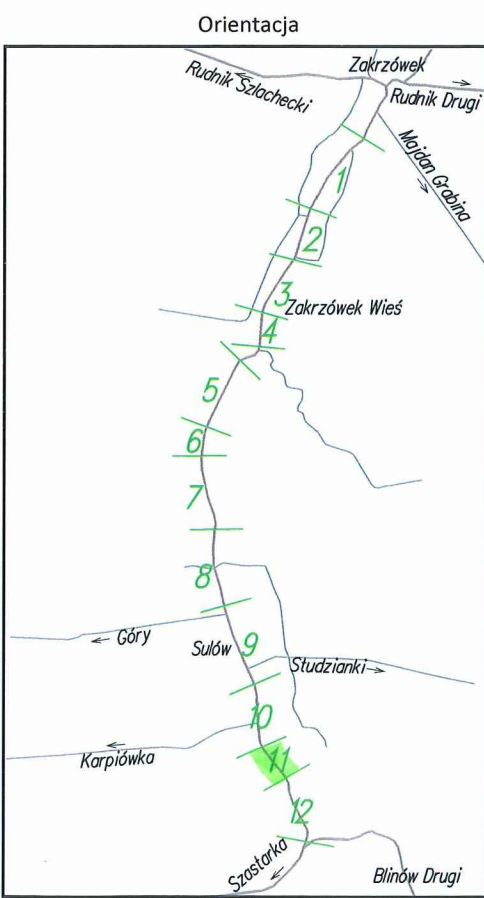 Orientacja
Zakrzówek
Rudnik Szlachecki
Rudnik Drugi
Majdan Grabina
1
2
3
Zakrzówek Wieś
4
5
6
7
8
Góry
Sulów
9
Studzianki
10
Karpiówka
11
12
Szastarka
Blinów Drugi